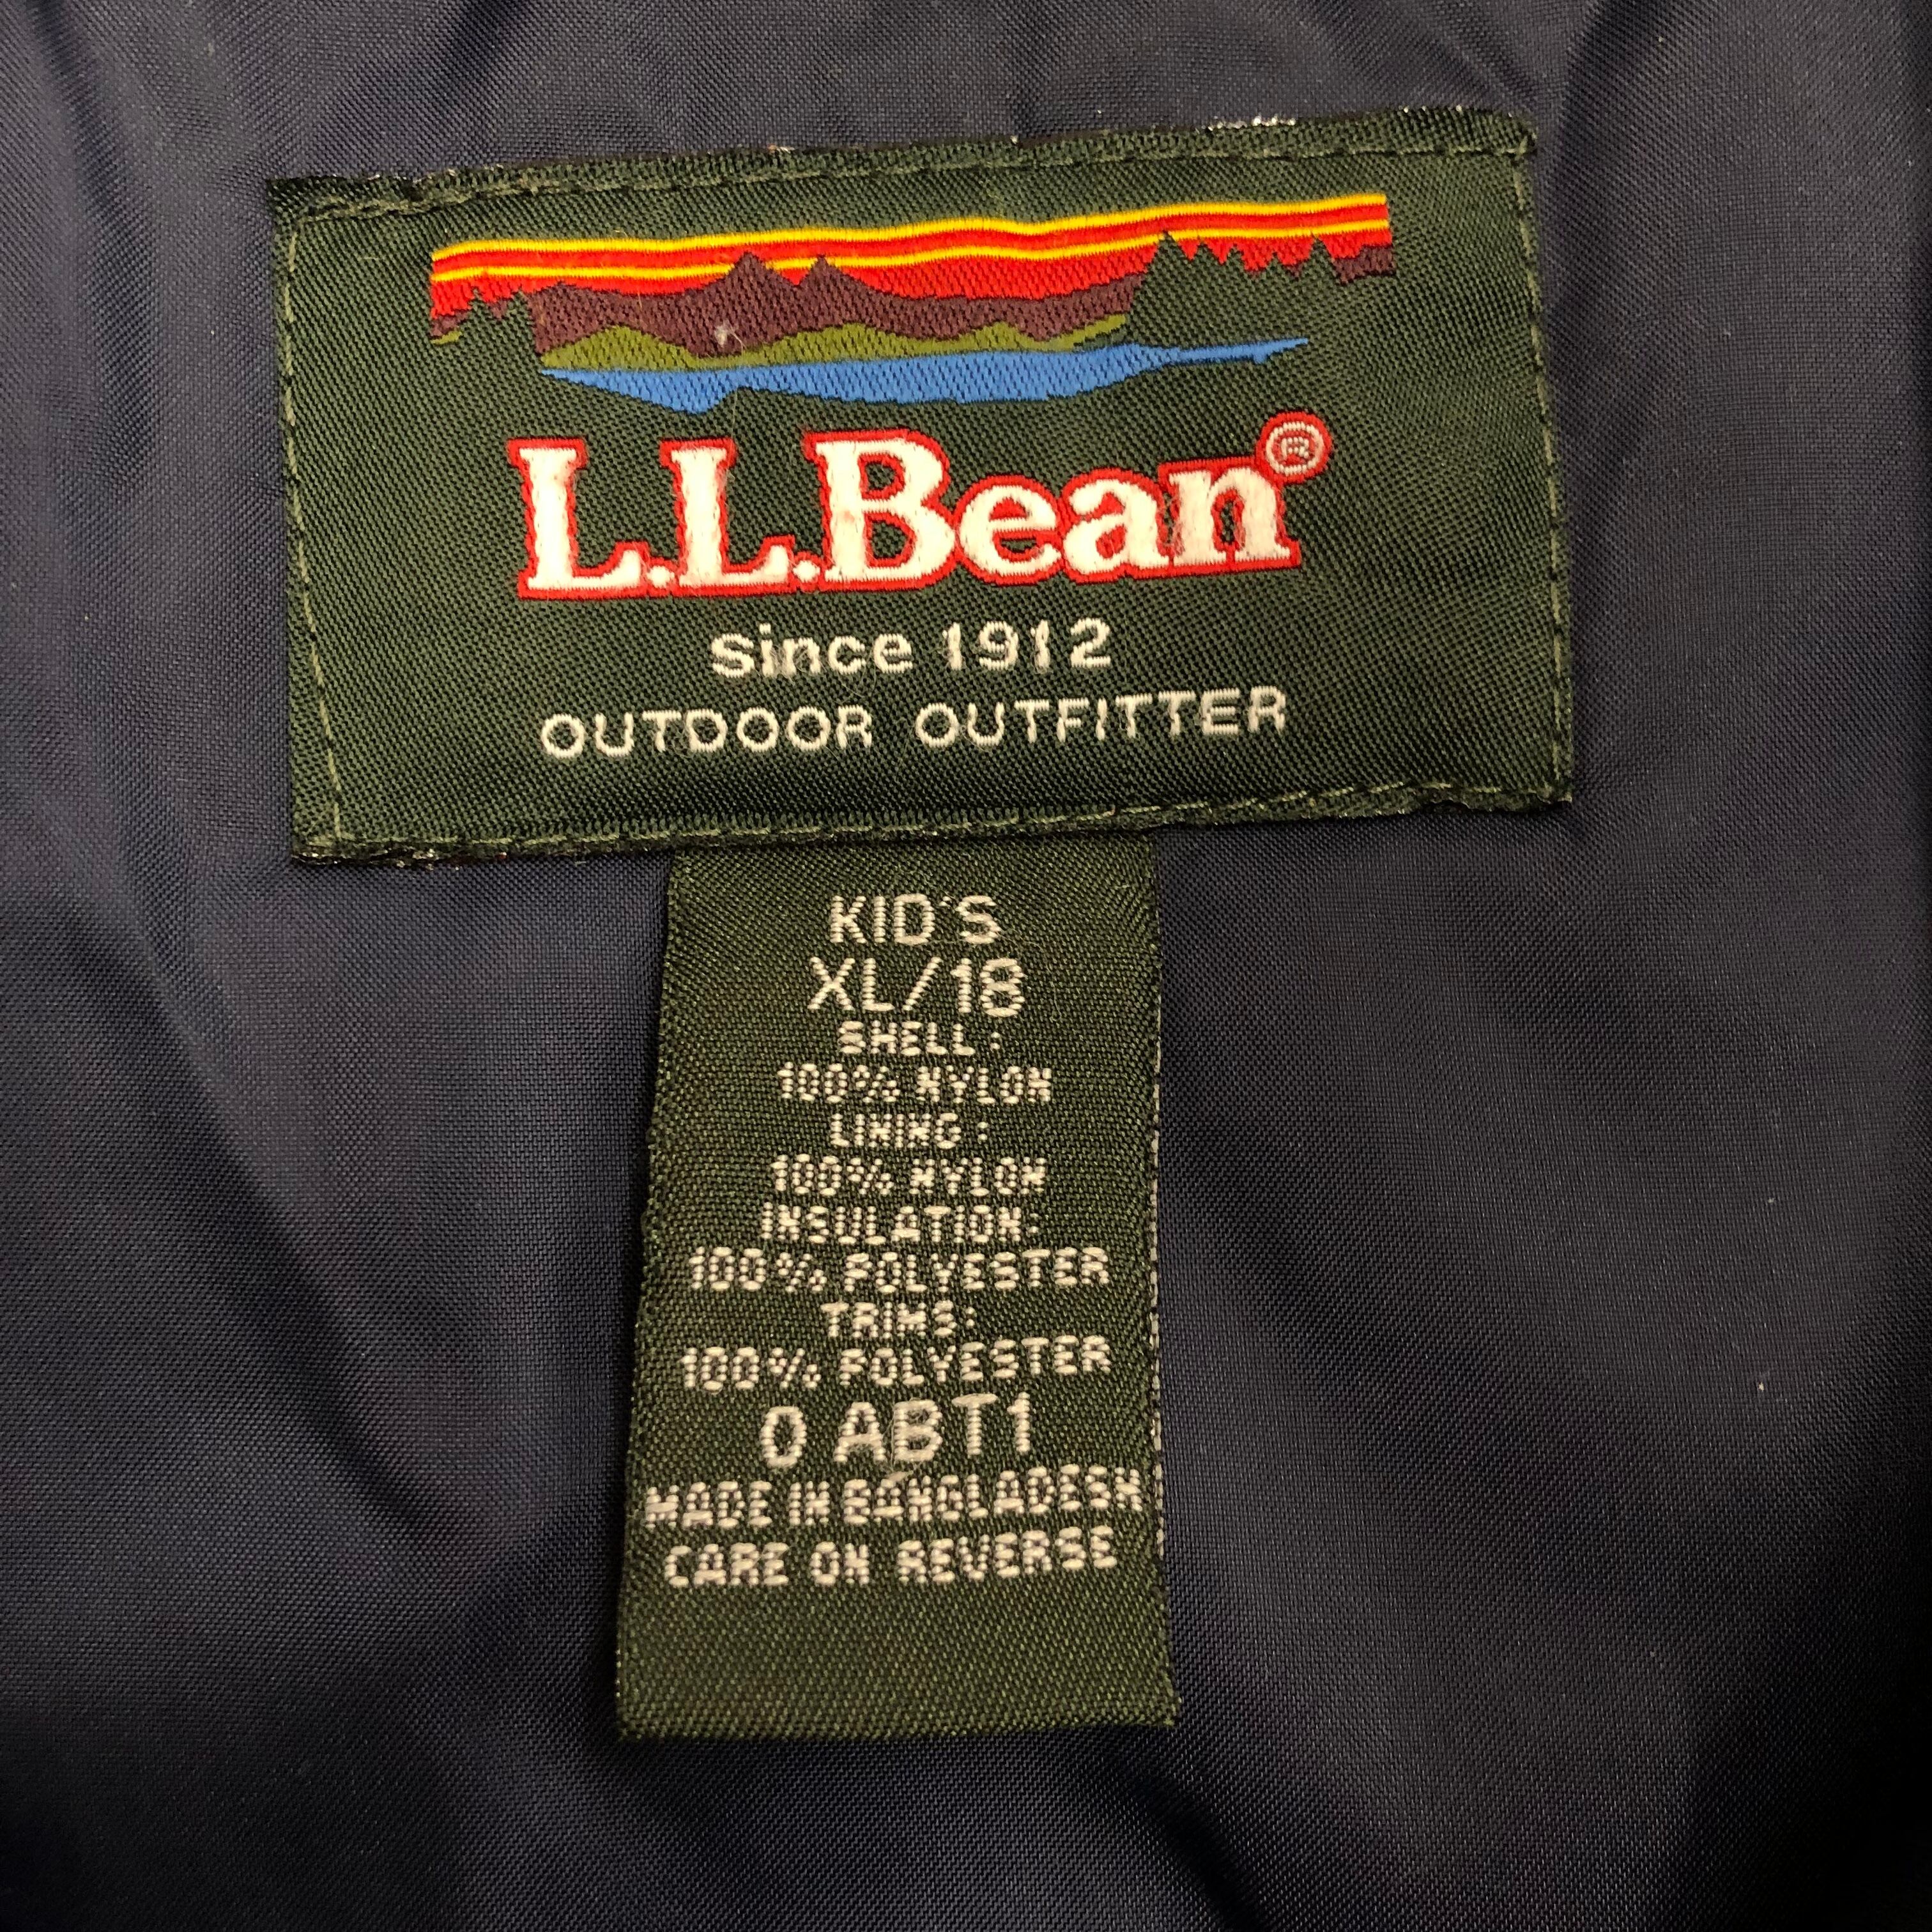 L.L.Bean®
Since 1912
OUTDOOR OUTFITTER
KID'S
XL/18
SHELL:
100% NYLON
LINING:
100% NYLON
INSULATION:
100% POLYESTER
TRIMS:
100% POLYESTER
0 ABT1
MADE IN BANGLADESH
CARE ON REVERSE